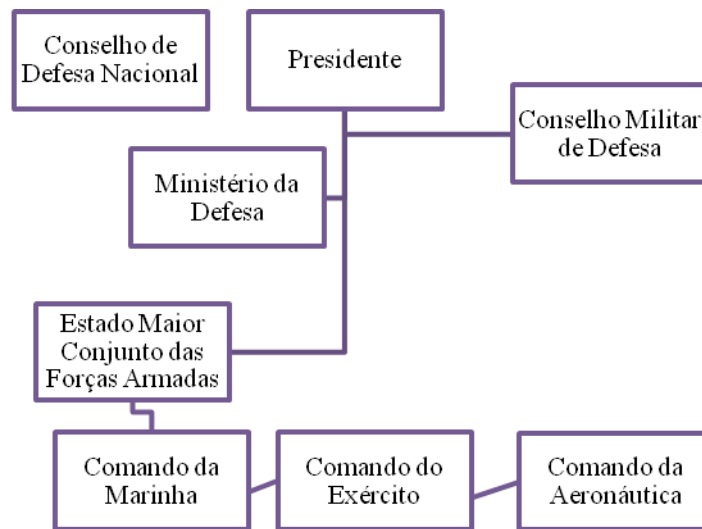 Conselho de
Defesa Nacional
Presidente
Conselho Militar
de Defesa
Ministério da
Defesa
Estado Maior
Conjunto das
Forças Armadas
Comando da
Marinha
Comando do
Exército
Comando da
Aeronáutica